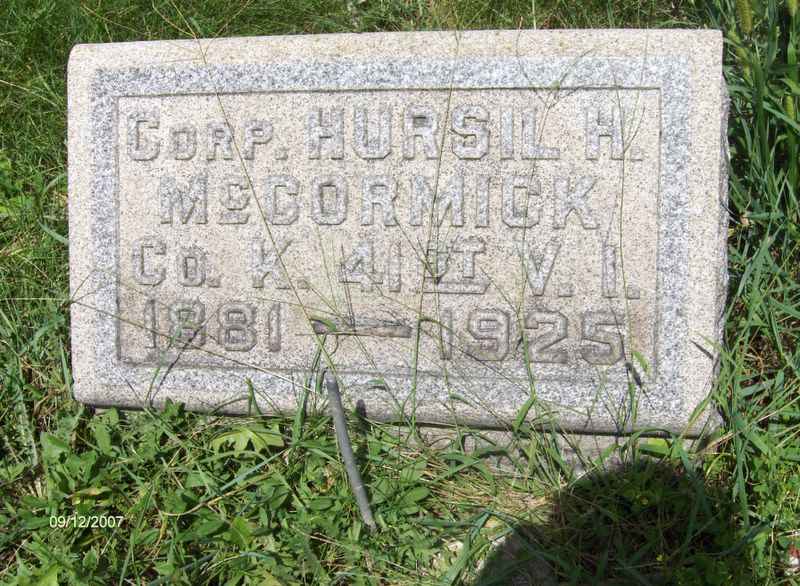 Corp. HURSIL H.
McCORMICK
Co. K. 41ST V. I.
1881 — 1925
09/12/2007